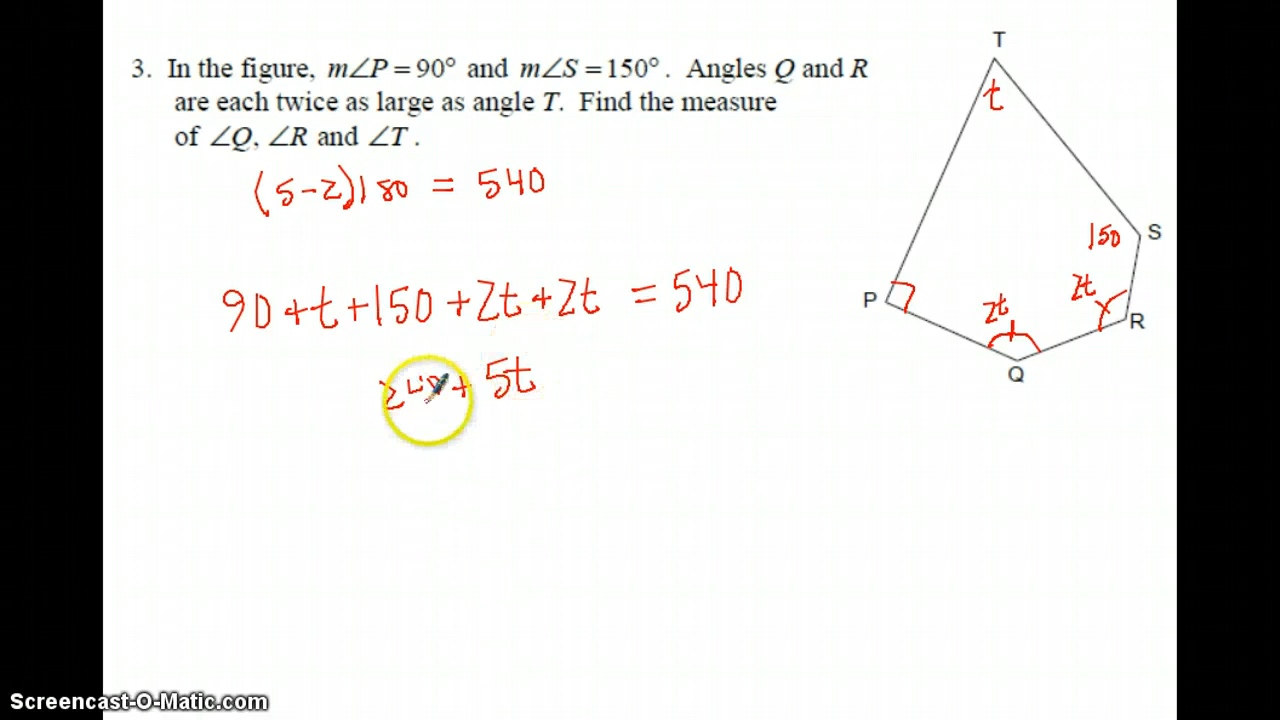 3. In the figure, m∠P = 90° and m∠S = 150°. Angles Q and R
are each twice as large as angle T. Find the measure
of ∠Q, ∠R and ∠T.
(5-2)180 = 540
90+t+150+2t+2t = 540
240+ 5t
T
t
150
S
2t
P
2t
R
Q
Screencast-O-Matic.com